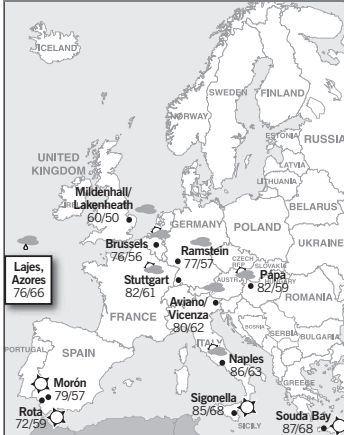 ICELAND
SWEDEN
FINLAND
NORWAY
ESTONIA
RUSSIA
LATVIA
LITHUANIA
UNITED
KINGDOM
Mildenhall/
Lakenheath
60/50
BELARUS
GERMANY
POLAND
Brussels
76/56
Ramstein
77/57
UKRAINE
CZECH
REP
SLOVAKIA
Lajes,
Azores
76/66
Stuttgart
82/61
Pápa
82/59
FRANCE
Aviano/
Vicenza
80/62
ROMANIA
BOSNIA
SERBIA
BULGARIA
PORTUGAL
SPAIN
ITALY
Naples
86/63
Morón
79/57
GREECE
Rota
72/59
Sigonella
85/68
SICILY
Souda Bay
87/68